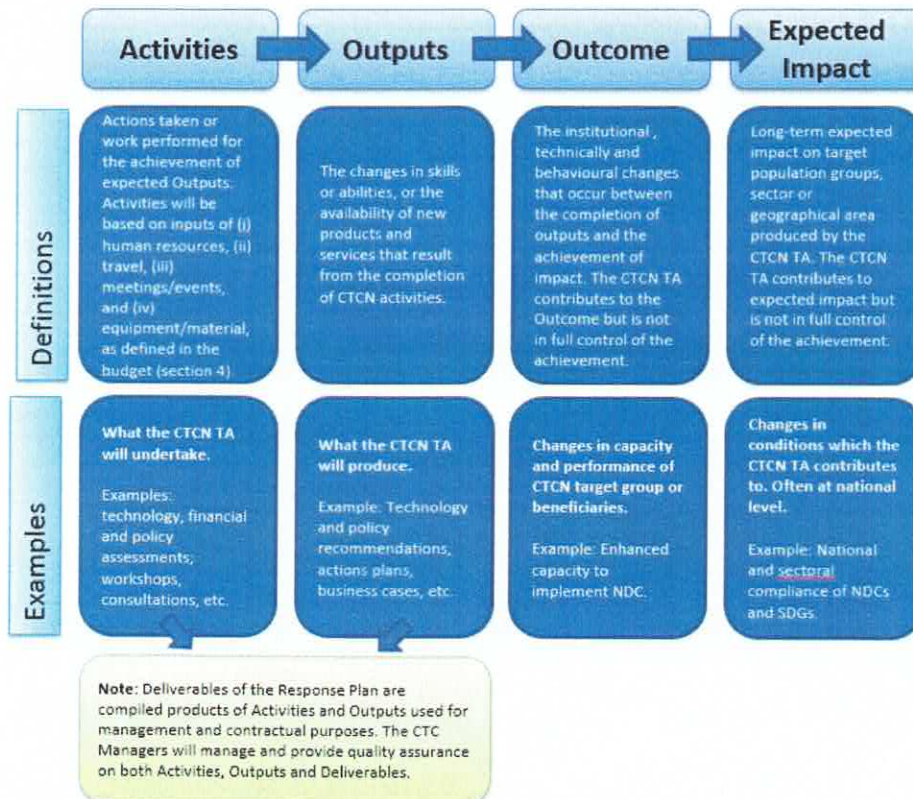 Activities
Outputs
Outcome
Expected
Impact
Definitions
Actions taken or
work performed for
the achievement of
expected Outputs.
Activities will be
based on inputs of (i)
human resources, (ii)
travel, (iii)
meetings/events,
and (iv)
equipment/material,
as defined in the
budget (section 4).
The changes in skills
or abilities, or the
availability of new
products and
services that result
from the completion
of CTCN activities.
The institutional ,
technically and
behavioural changes
that occur between
the completion of
outputs and the
achievement of
impact. The CTCN TA
contributes to the
Outcome but is not
in full control of the
achievement.
Long-term expected
impact on target
population groups,
sector or
geographical area
produced by the
CTCN TA. The CTCN
TA contributes to
expected impact but
is not in full control
of the achievement.
Examples
What the CTCN TA
will undertake.
Examples:
technology, financial
and policy
assessments,
workshops,
consultations, etc.
What the CTCN TA
will produce.
Example: Technology
and policy
recommendations,
actions plans,
business cases, etc.
Changes in capacity
and performance of
CTCN target group or
beneficiaries.
Example: Enhanced
capacity to
implement NDC.
Changes in
conditions which the
CTCN TA contributes
to. Often at national
level.
Example: National
and sectoral
compliance of NDCs
and SDGs.
Note: Deliverables of the Response Plan are
compiled products of Activities and Outputs used for
management and contractual purposes. The CTC
Managers will manage and provide quality assurance
on both Activities, Outputs and Deliverables.